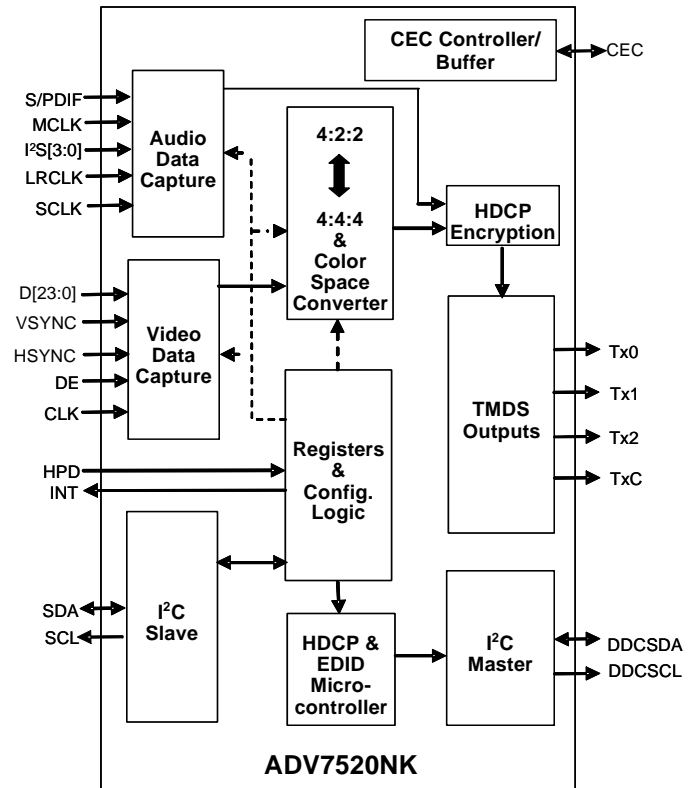 CEC Controller/
Buffer
CEC
S/PDIF
MCLK
I²S[3:0]
LRCLK
SCLK
Audio
Data
Capture
4:2:2
4:4:4
&
Color
Space
Converter
HDCP
Encryption
D[23:0]
VSYNC
HSYNC
DE
CLK
Video
Data
Capture
TMDS
Outputs
Tx0
Tx1
Tx2
TxC
HPD
INT
Registers
&
Config.
Logic
SDA
SCL
I²C
Slave
HDCP &
EDID
Micro-
controller
I²C
Master
DDCSDA
DDCSCL
ADV7520NK